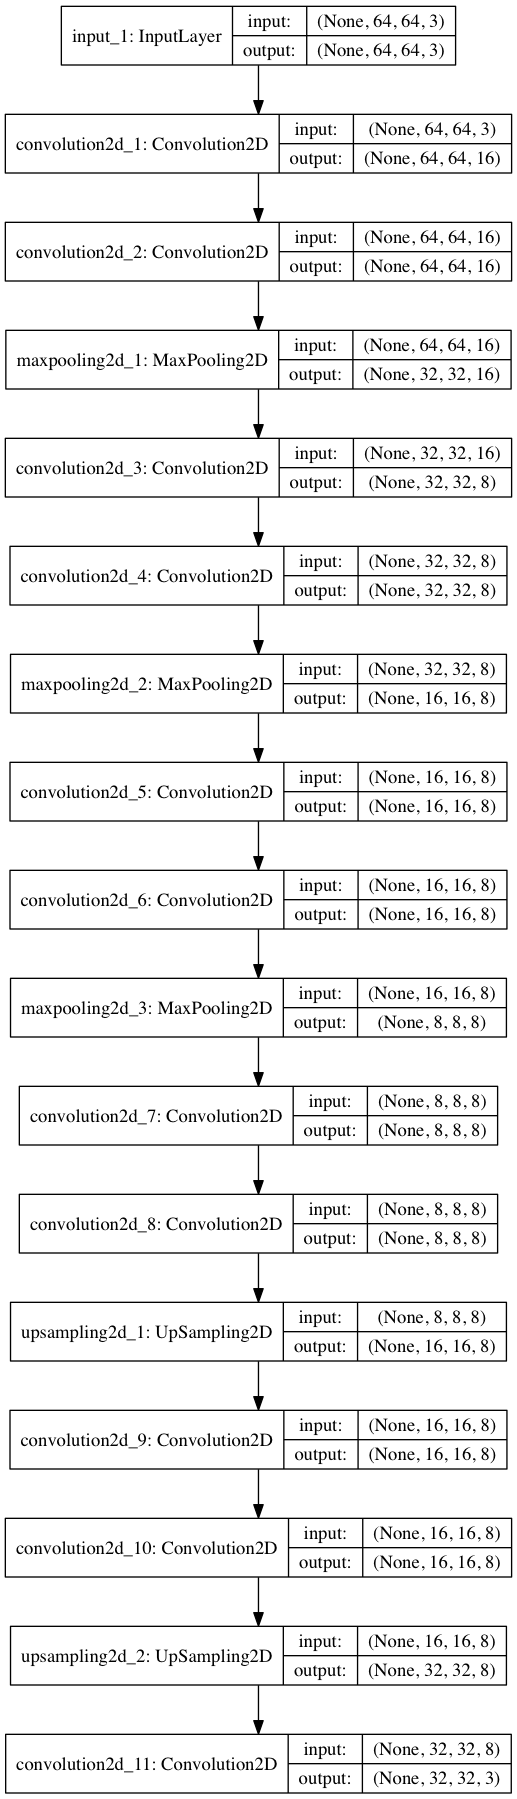 input_1: InputLayer
input: (None, 64, 64, 3)
output: (None, 64, 64, 3)
convolution2d_1: Convolution2D
input: (None, 64, 64, 3)
output: (None, 64, 64, 16)
convolution2d_2: Convolution2D
input: (None, 64, 64, 16)
output: (None, 64, 64, 16)
maxpooling2d_1: MaxPooling2D
input: (None, 64, 64, 16)
output: (None, 32, 32, 16)
convolution2d_3: Convolution2D
input: (None, 32, 32, 16)
output: (None, 32, 32, 8)
convolution2d_4: Convolution2D
input: (None, 32, 32, 8)
output: (None, 32, 32, 8)
maxpooling2d_2: MaxPooling2D
input: (None, 32, 32, 8)
output: (None, 16, 16, 8)
convolution2d_5: Convolution2D
input: (None, 16, 16, 8)
output: (None, 16, 16, 8)
convolution2d_6: Convolution2D
input: (None, 16, 16, 8)
output: (None, 16, 16, 8)
maxpooling2d_3: MaxPooling2D
input: (None, 16, 16, 8)
output: (None, 8, 8, 8)
convolution2d_7: Convolution2D
input: (None, 8, 8, 8)
output: (None, 8, 8, 8)
convolution2d_8: Convolution2D
input: (None, 8, 8, 8)
output: (None, 8, 8, 8)
upsampling2d_1: UpSampling2D
input: (None, 8, 8, 8)
output: (None, 16, 16, 8)
convolution2d_9: Convolution2D
input: (None, 16, 16, 8)
output: (None, 16, 16, 8)
convolution2d_10: Convolution2D
input: (None, 16, 16, 8)
output: (None, 16, 16, 8)
upsampling2d_2: UpSampling2D
input: (None, 16, 16, 8)
output: (None, 32, 32, 8)
convolution2d_11: Convolution2D
input: (None, 32, 32, 8)
output: (None, 32, 32, 3)